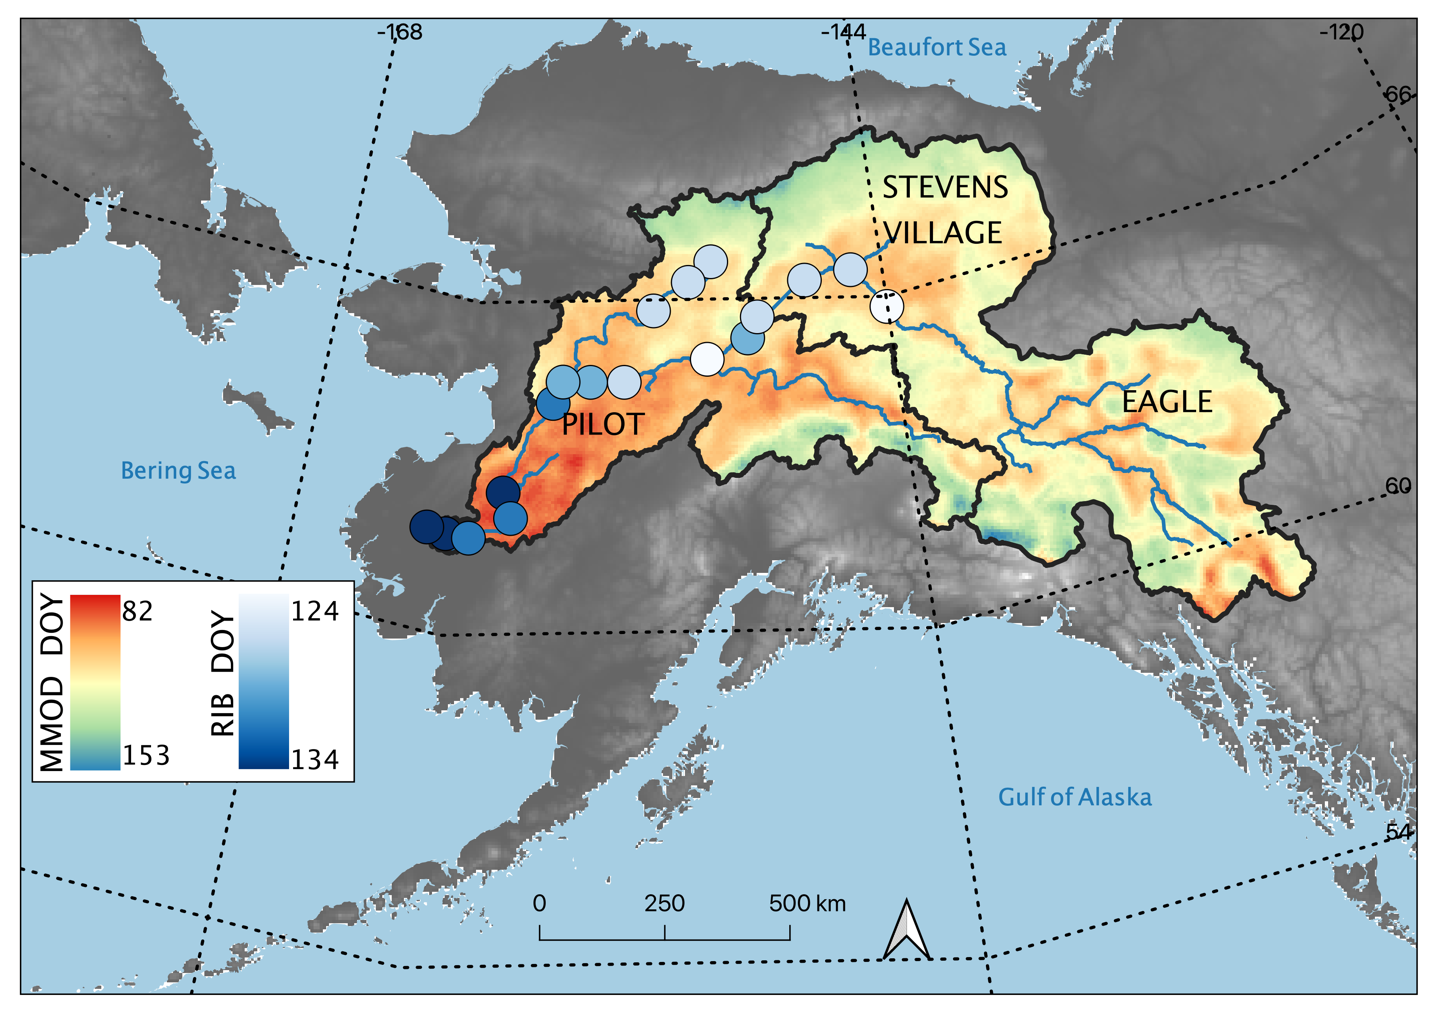 -168
-144
-120
Beaufort Sea
66
STEVENS
VILLAGE
EAGLE
PILOT
Bering Sea
60
MMOD DOY
82
153
RIB DOY
124
134
Gulf of Alaska
54
0 250 500 km